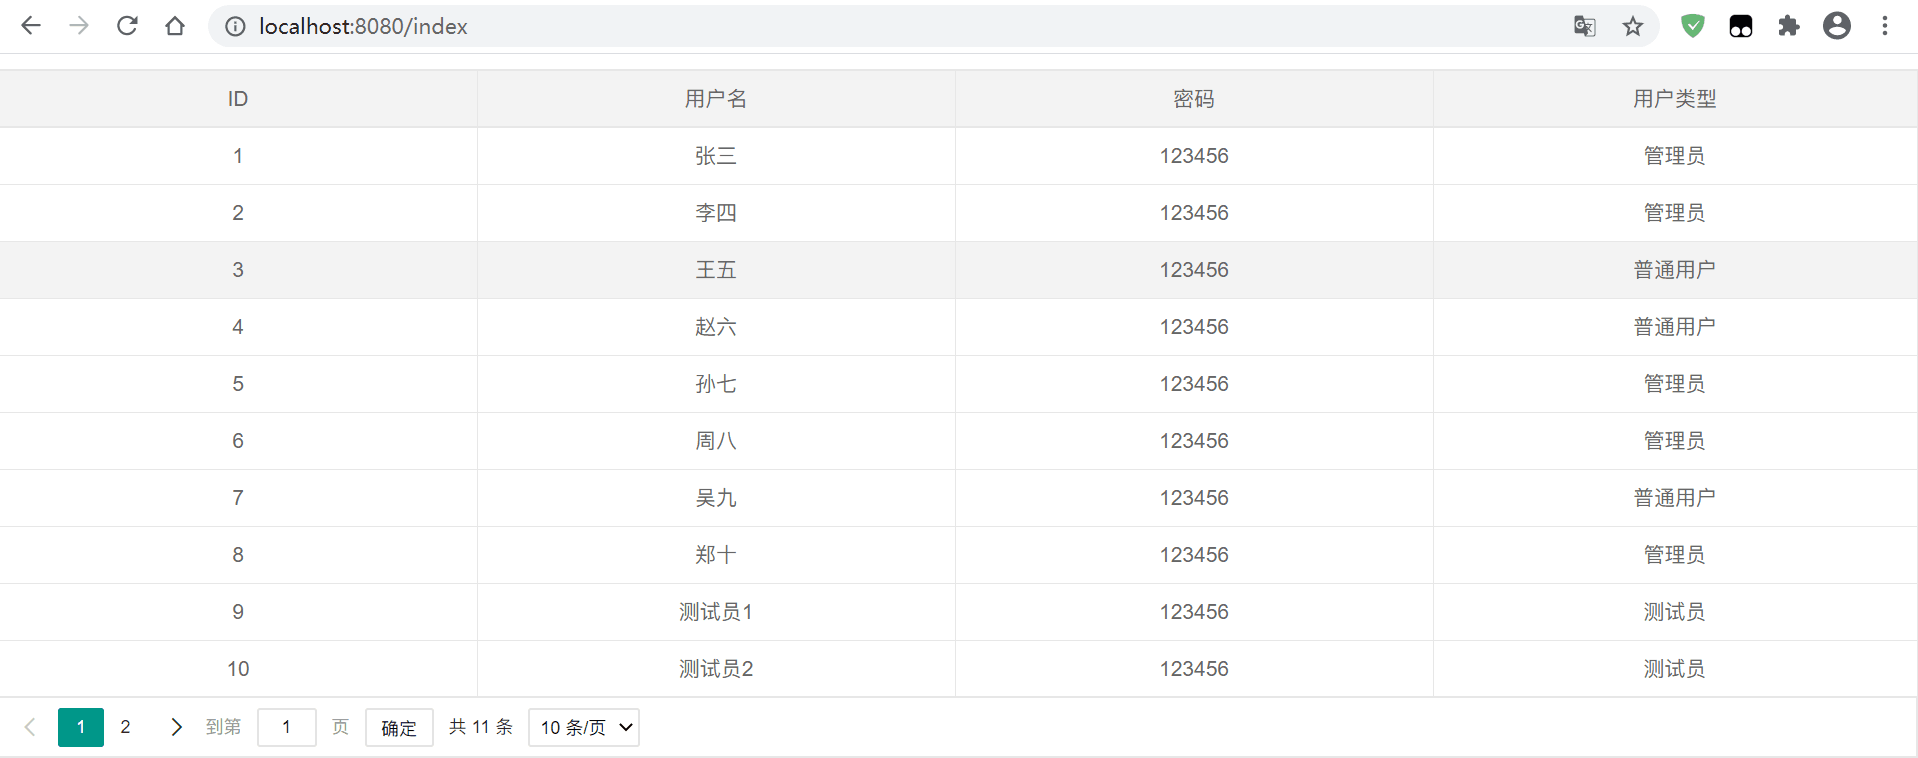 localhost:8080/index
ID 用户名 密码 用户类型
1 张三 123456 管理员
2 李四 123456 管理员
3 王五 123456 普通用户
4 赵六 123456 普通用户
5 孙七 123456 管理员
6 周八 123456 管理员
7 吴九 123456 普通用户
8 郑十 123456 管理员
9 测试员1 123456 测试员
10 测试员2 123456 测试员
1 2 到第 1 页 确定 共 11 条 10 条/页